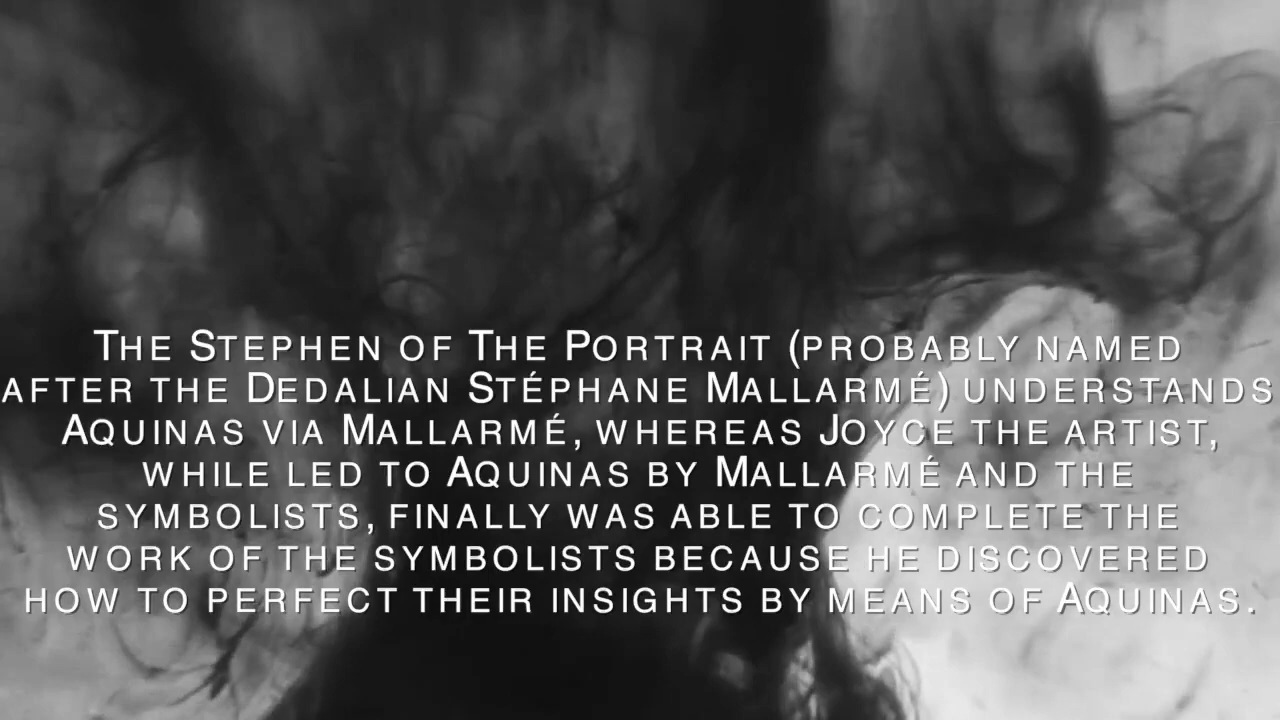 The Stephen of The Portrait (probably named
after the Dedalian Stéphane Mallarmé) understands
Aquinas via Mallarmé, whereas Joyce the artist,
while led to Aquinas by Mallarmé and the
symbolists, finally was able to complete the
work of the symbolists because he discovered
how to perfect their insights by means of Aquinas.